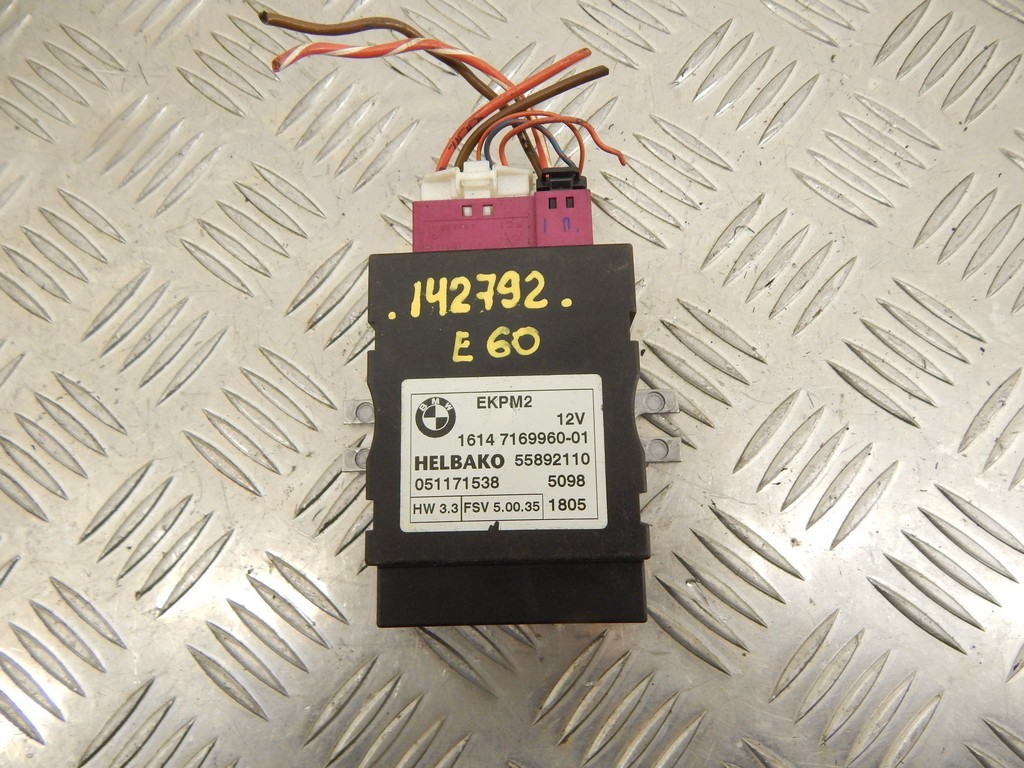 .142792.
E 60
BMW
EKPM2
12V
1614 7169960-01
HELBAKO 55892110
051171538 5098
HW 3.3 FSV 5.00.35 1805